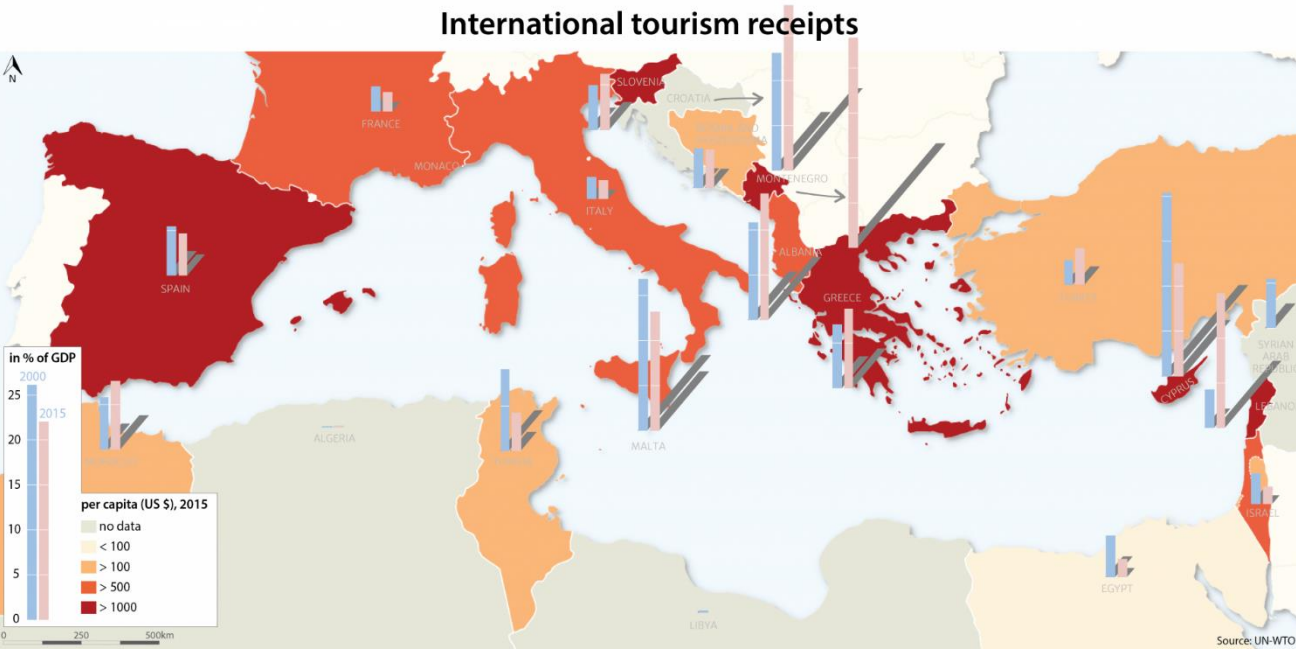 International tourism receipts
N
SLOVENIA
CROATIA
FRANCE
MONACO
MONTENEGRO
ITALY
ALBANIA
SPAIN
GREECE
SYRIAN
ARAB
REPUBLIC
CYPRUS
LEBANO
ALGERIA
MALTA
ISRAEL
EGYPT
LIBYA
in % of GDP
2000
2015
25
20
15
10
5
0
per capita (US $), 2015
no data
< 100
> 100
> 500
> 1000
0 250 500km
Source: UN-WTO